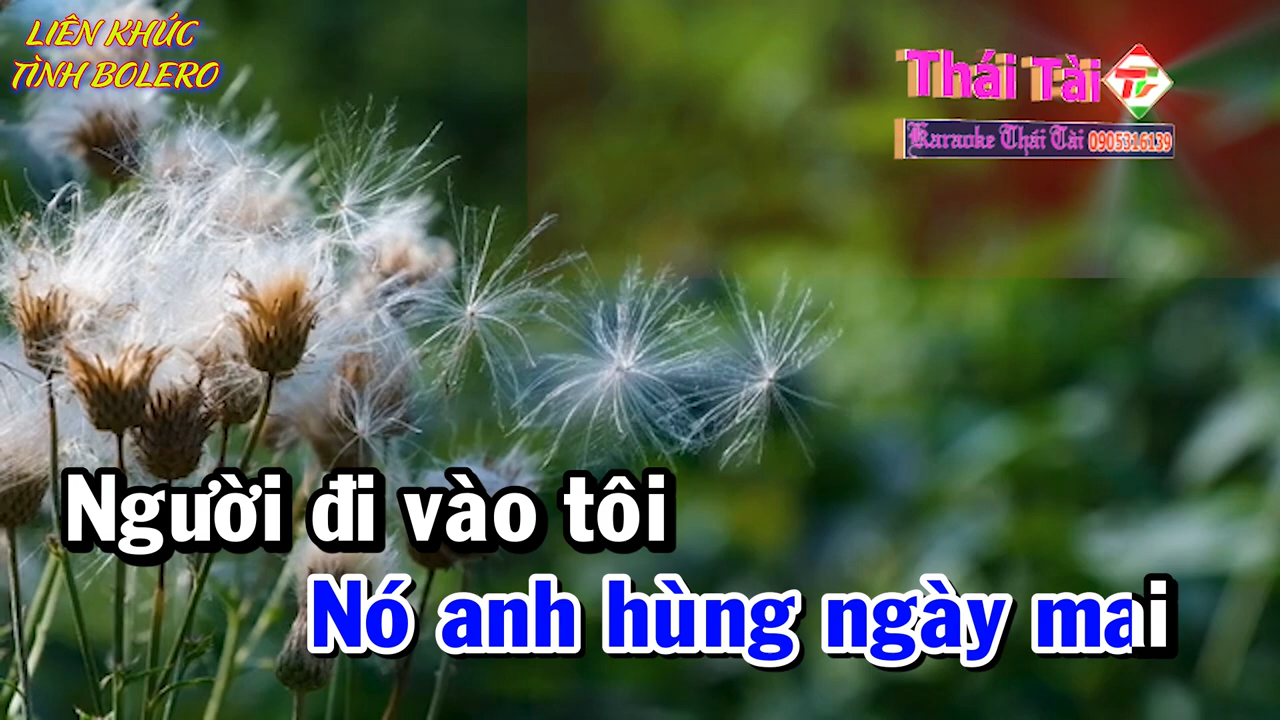 LIÊN KHÚC
TÌNH BOLERO
Thái Tài
Karaoke Thái Tài 0905316139
Người đi vào tôi
Nó anh hùng ngày mai